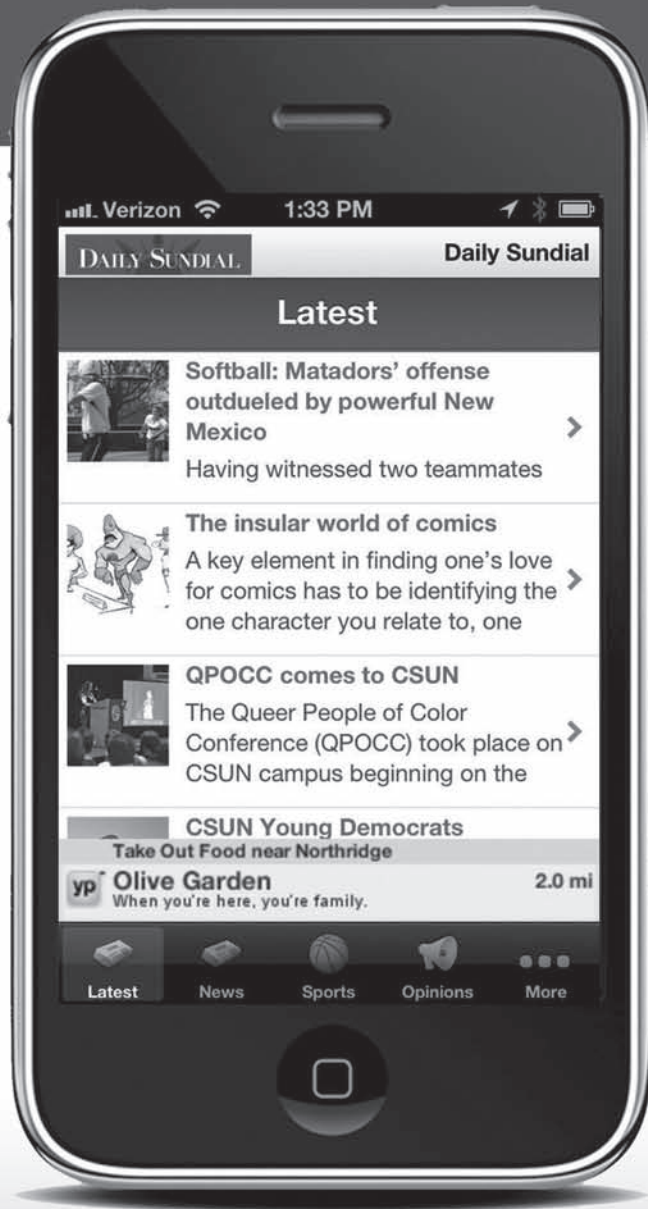 Verizon 1:33 PM
DAILY SUNDIAL Daily Sundial
Latest
Softball: Matadors' offense
outdueled by powerful New
Mexico
Having witnessed two teammates
The insular world of comics
A key element in finding one's love
for comics has to be identifying the
one character you relate to, one
QPOCC comes to CSUN
The Queer People of Color
Conference (QPOCC) took place on
CSUN campus beginning on the
CSUN Young Democrats
Take Out Food near Northridge
yp Olive Garden 2.0 mi
When you're here, you're family.
Latest News Sports Opinions More